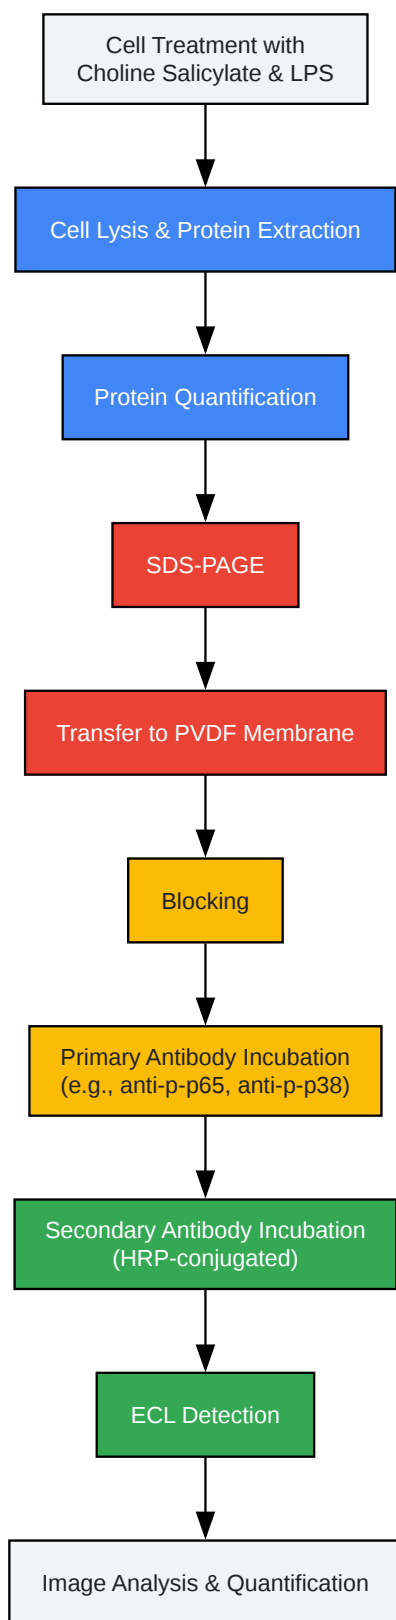 Cell Treatment with
Choline Salicylate & LPS
Cell Lysis & Protein Extraction
Protein Quantification
SDS-PAGE
Transfer to PVDF Membrane
Blocking
Primary Antibody Incubation
(e.g., anti-p-p65, anti-p-p38)
Secondary Antibody Incubation
(HRP-conjugated)
ECL Detection
Image Analysis & Quantification